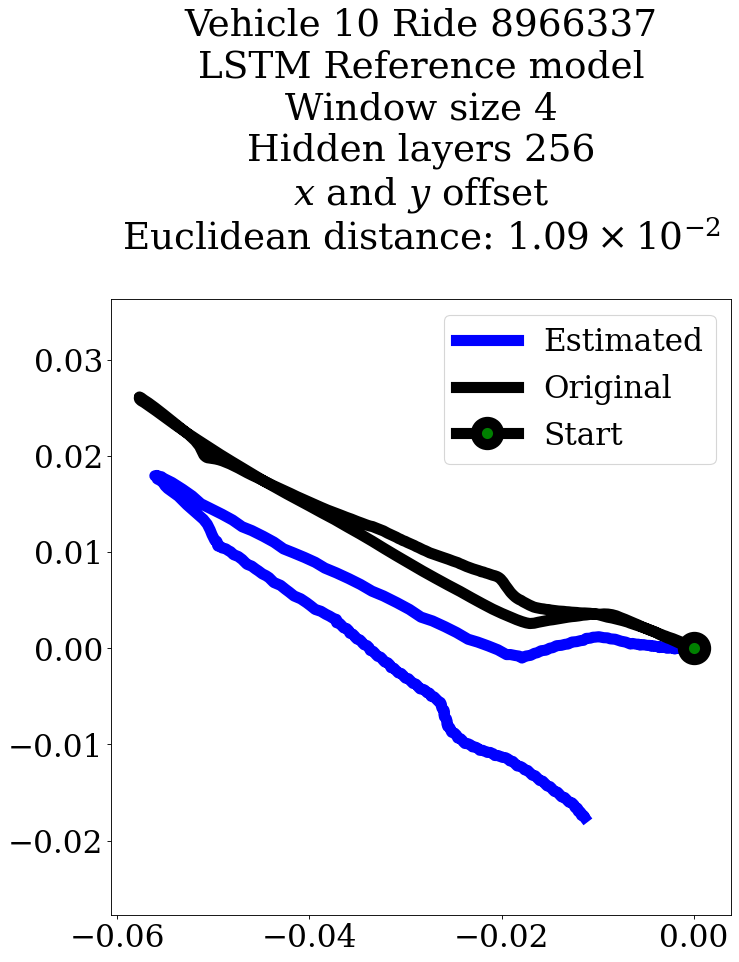 Vehicle 10 Ride 8966337
LSTM Reference model
Window size 4
Hidden layers 256
x and y offset
Euclidean distance: 1.09 × 10⁻²
Estimated
Original
Start
0.03
0.02
0.01
0.00
−0.01
−0.02
−0.06 −0.04 −0.02 0.00